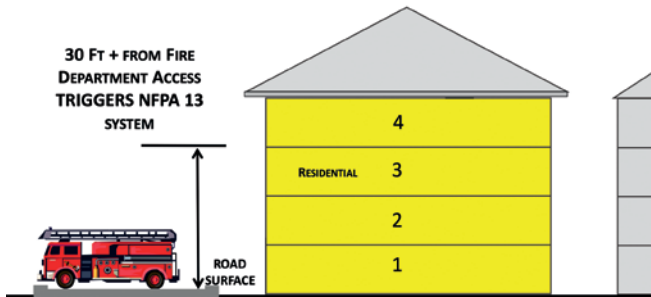 30 FT + FROM FIRE
DEPARTMENT ACCESS
TRIGGERS NFPA 13
SYSTEM
4
RESIDENTIAL 3
2
ROAD
SURFACE
1